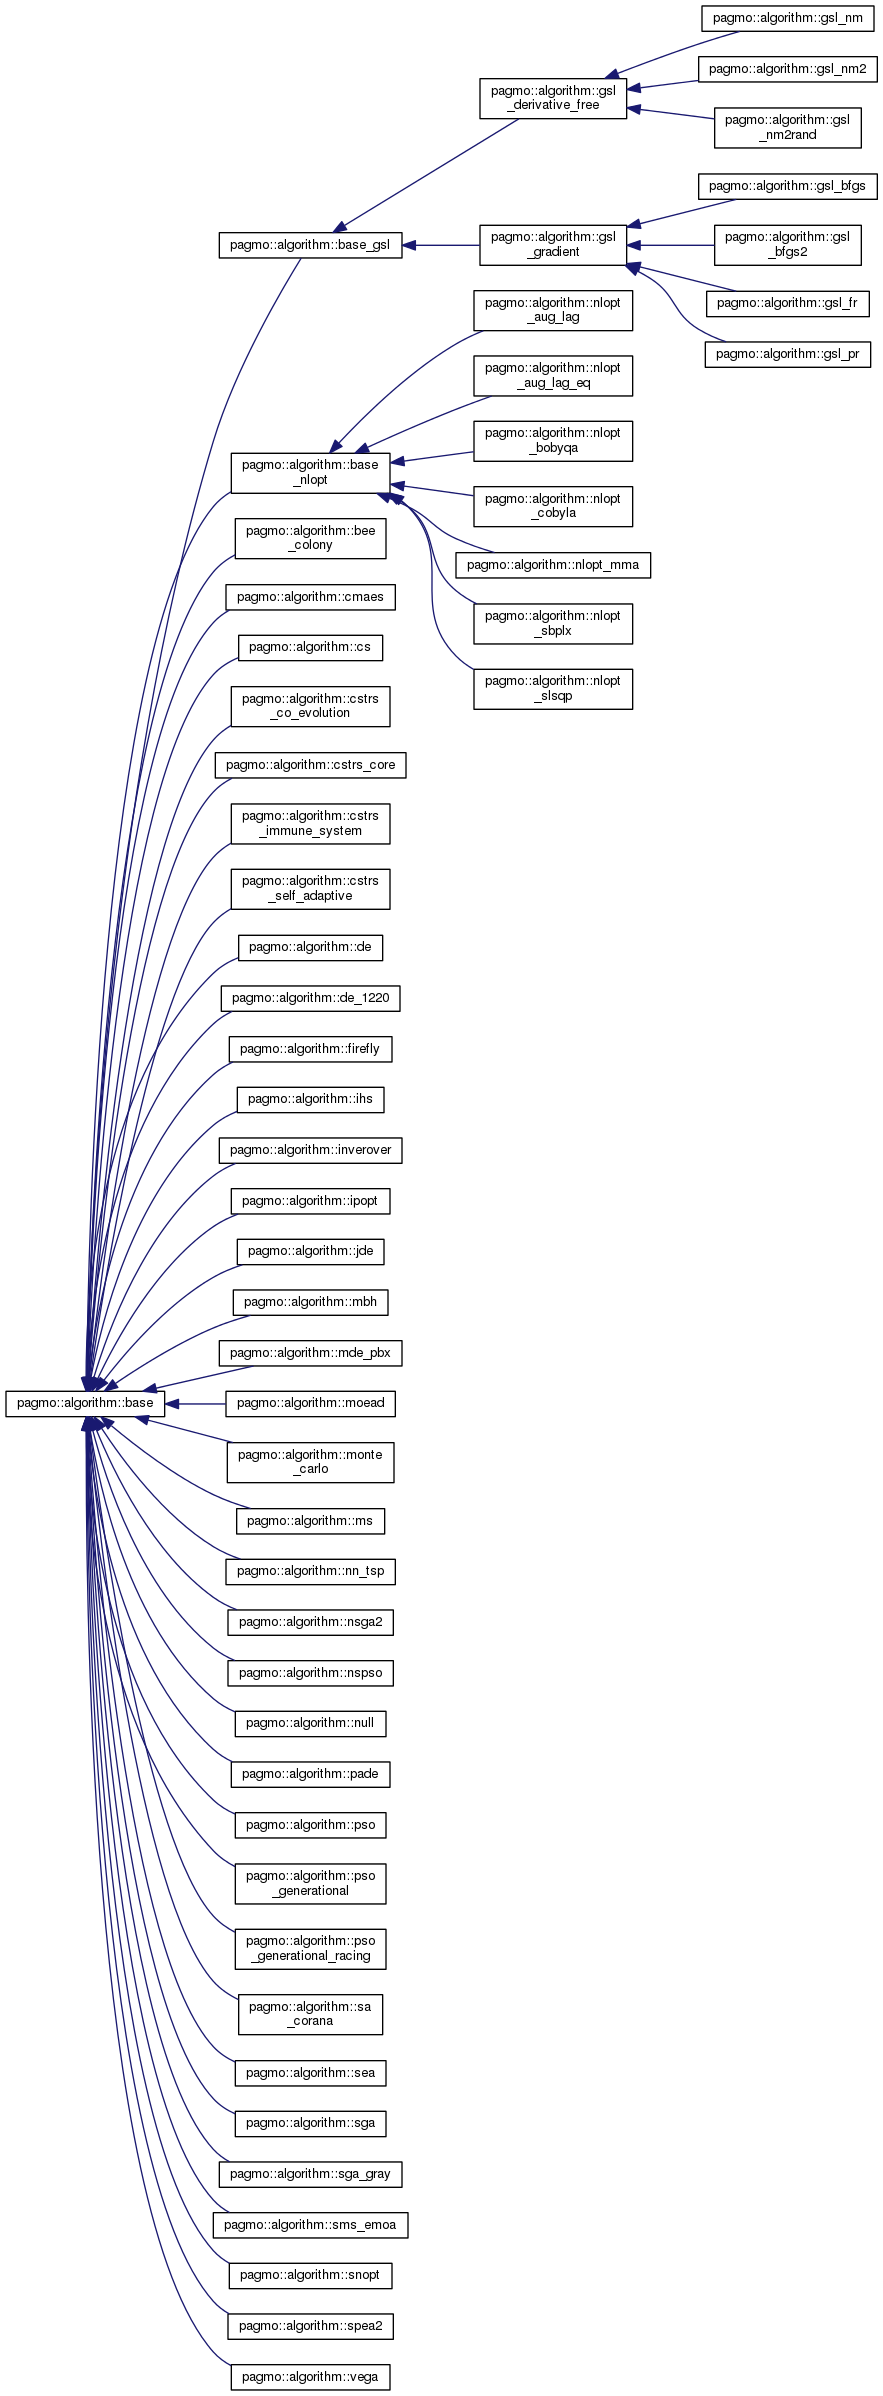 pagmo::algorithm::gsl_nm
pagmo::algorithm::gsl_nm2
pagmo::algorithm::gsl
_derivative_free
pagmo::algorithm::gsl
_nm2rand
pagmo::algorithm::gsl_bfgs
pagmo::algorithm::base_gsl
pagmo::algorithm::gsl
_gradient
pagmo::algorithm::gsl
_bfgs2
pagmo::algorithm::gsl_fr
pagmo::algorithm::nlopt
_aug_lag
pagmo::algorithm::gsl_pr
pagmo::algorithm::nlopt
_aug_lag_eq
pagmo::algorithm::nlopt
_bobyqa
pagmo::algorithm::base
_nlopt
pagmo::algorithm::nlopt
_cobyla
pagmo::algorithm::bee
_colony
pagmo::algorithm::nlopt_mma
pagmo::algorithm::cmaes
pagmo::algorithm::nlopt
_sbplx
pagmo::algorithm::cs
pagmo::algorithm::nlopt
_slsqp
pagmo::algorithm::cstrs
_co_evolution
pagmo::algorithm::cstrs_core
pagmo::algorithm::cstrs
_immune_system
pagmo::algorithm::cstrs
_self_adaptive
pagmo::algorithm::de
pagmo::algorithm::de_1220
pagmo::algorithm::firefly
pagmo::algorithm::ihs
pagmo::algorithm::inverover
pagmo::algorithm::ipopt
pagmo::algorithm::jde
pagmo::algorithm::mbh
pagmo::algorithm::mde_pbx
pagmo::algorithm::base
pagmo::algorithm::moead
pagmo::algorithm::monte
_carlo
pagmo::algorithm::ms
pagmo::algorithm::nn_tsp
pagmo::algorithm::nsga2
pagmo::algorithm::nspso
pagmo::algorithm::null
pagmo::algorithm::pade
pagmo::algorithm::pso
pagmo::algorithm::pso
_generational
pagmo::algorithm::pso
_generational_racing
pagmo::algorithm::sa
_corana
pagmo::algorithm::sea
pagmo::algorithm::sga
pagmo::algorithm::sga_gray
pagmo::algorithm::sms_emoa
pagmo::algorithm::snopt
pagmo::algorithm::spea2
pagmo::algorithm::vega